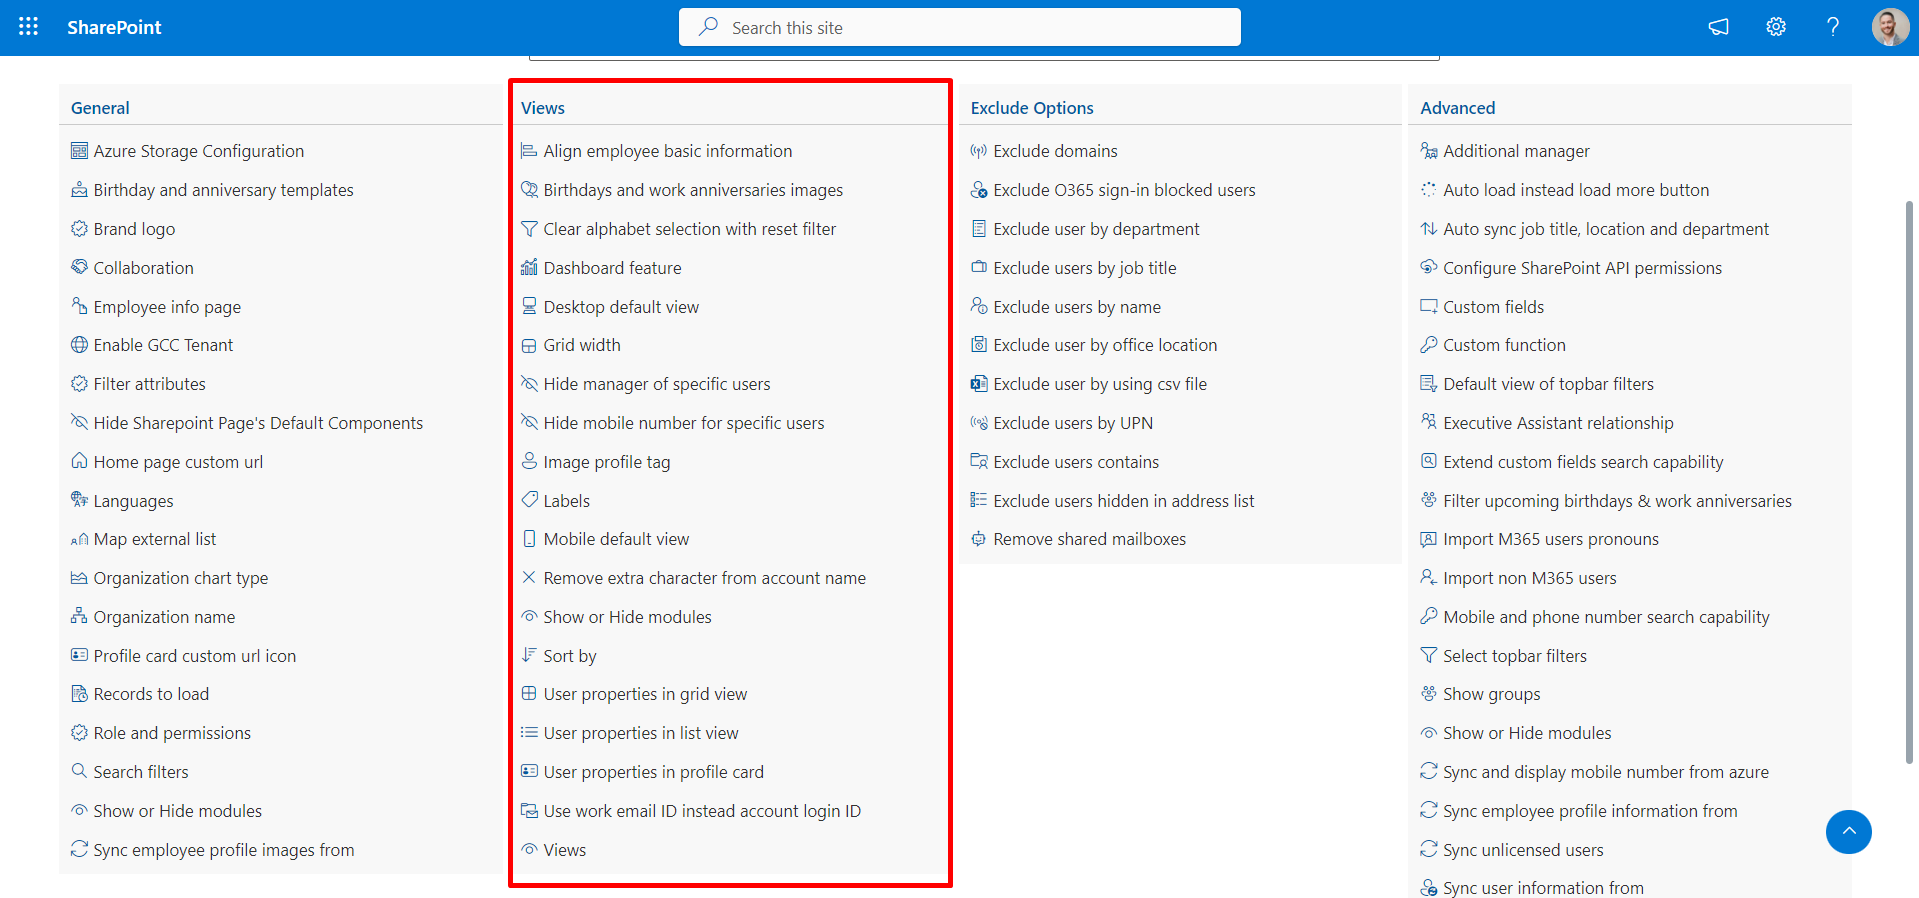 SharePoint
Search this site
General
Azure Storage Configuration
Birthday and anniversary templates
Brand logo
Collaboration
Employee info page
Enable GCC Tenant
Filter attributes
Hide Sharepoint Page's Default Components
Home page custom url
Languages
Map external list
Organization chart type
Organization name
Profile card custom url icon
Records to load
Role and permissions
Search filters
Show or Hide modules
Sync employee profile images from
Views
Align employee basic information
Birthdays and work anniversaries images
Clear alphabet selection with reset filter
Dashboard feature
Desktop default view
Grid width
Hide manager of specific users
Hide mobile number for specific users
Image profile tag
Labels
Mobile default view
Remove extra character from account name
Show or Hide modules
Sort by
User properties in grid view
User properties in list view
User properties in profile card
Use work email ID instead account login ID
Views
Exclude Options
Exclude domains
Exclude O365 sign-in blocked users
Exclude user by department
Exclude users by job title
Exclude users by name
Exclude user by office location
Exclude user by using csv file
Exclude users by UPN
Exclude users contains
Exclude users hidden in address list
Remove shared mailboxes
Advanced
Additional manager
Auto load instead load more button
Auto sync job title, location and department
Configure SharePoint API permissions
Custom fields
Custom function
Default view of topbar filters
Executive Assistant relationship
Extend custom fields search capability
Filter upcoming birthdays & work anniversaries
Import M365 users pronouns
Import non M365 users
Mobile and phone number search capability
Select topbar filters
Show groups
Show or Hide modules
Sync and display mobile number from azure
Sync employee profile information from
Sync unlicensed users
Sync user information from